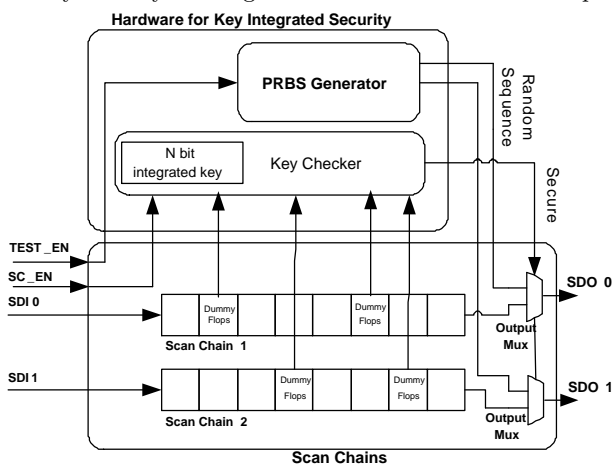 Hardware for Key Integrated Security
PRBS Generator
Random
Sequence
N bit
integrated key
Key Checker
Secure
TEST_EN
SC_EN
SDI 0
Dummy
Flops
Dummy
Flops
SDO 0
Scan Chain 1
Output
Mux
SDI 1
Dummy
Flops
Dummy
Flops
SDO 1
Scan Chain 2
Output
Mux
Scan Chains